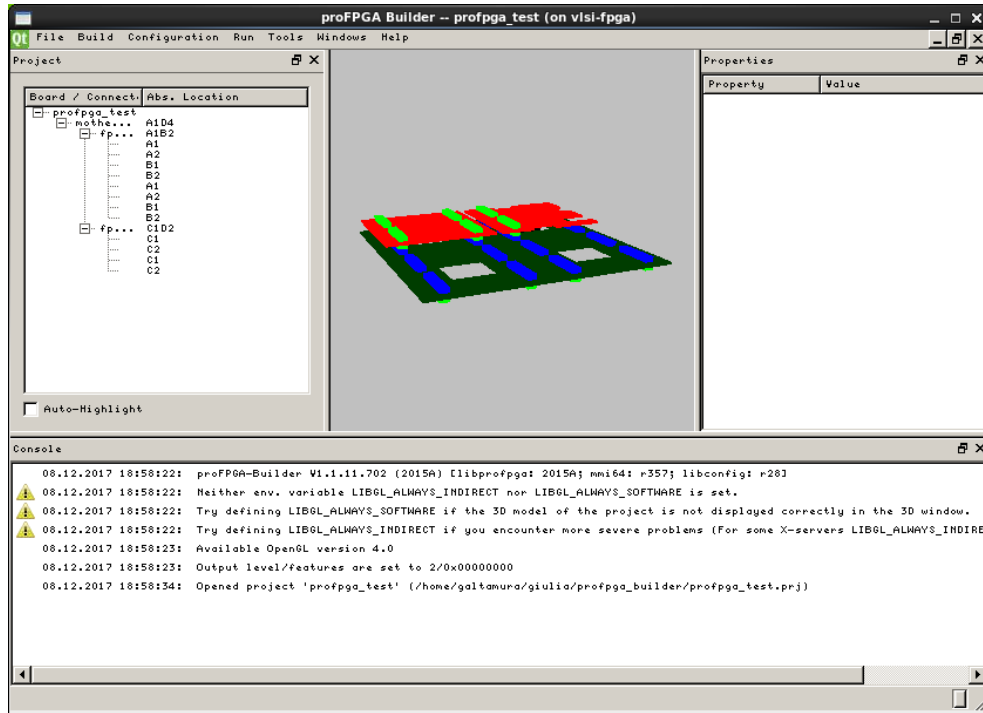 proFPGA Builder -- profpga_test (on vlsi-fpga)
Qt File Build Configuration Run Tools Windows Help
Project
Properties
Board / Connect. Abs. Location
Property Value
profpga_test
mothe... A1D4
fp... A1B2
A1
A2
B1
B2
A1
A2
B1
B2
fp... C1D2
C1
C2
C1
C2
Auto-Highlight
Console
08.12.2017 18:58:22: proFPGA-Builder V1.1.11.702 (2015A) [libprofpga: 2015A; mmi64: r357; libconfig: r28]
08.12.2017 18:58:22: Neither env. variable LIBGL_ALWAYS_INDIRECT nor LIBGL_ALWAYS_SOFTWARE is set.
08.12.2017 18:58:22: Try defining LIBGL_ALWAYS_SOFTWARE if the 3D model of the project is not displayed correctly in the 3D window.
08.12.2017 18:58:22: Try defining LIBGL_ALWAYS_INDIRECT if you encounter more severe problems (For some X-servers LIBGL_ALWAYS_INDIRE
08.12.2017 18:58:23: Available OpenGL version 4.0
08.12.2017 18:58:23: Output level/features are set to 2/0x00000000
08.12.2017 18:58:34: Opened project 'profpga_test' (/home/galtamura/giulia/profpga_builder/profpga_test.prj)